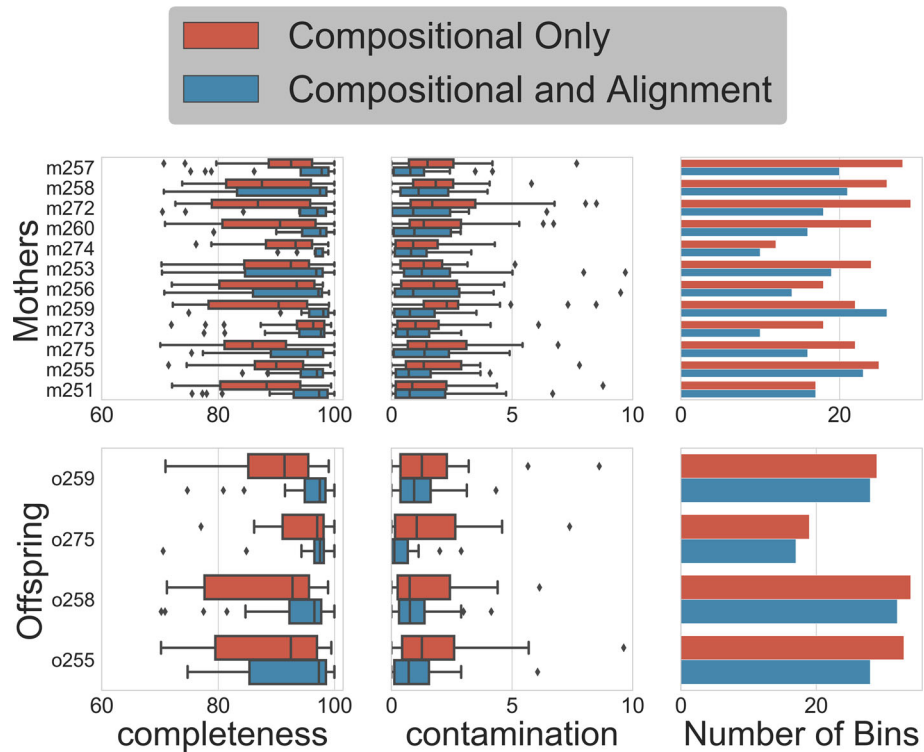 Compositional Only
Compositional and Alignment
Mothers
m257
m258
m272
m260
m274
m253
m256
m259
m273
m275
m255
m251
60 80 100 0 5 10 0 20
Offspring
o259
o275
o258
o255
60 80 100 0 5 10 20
completeness contamination Number of Bins